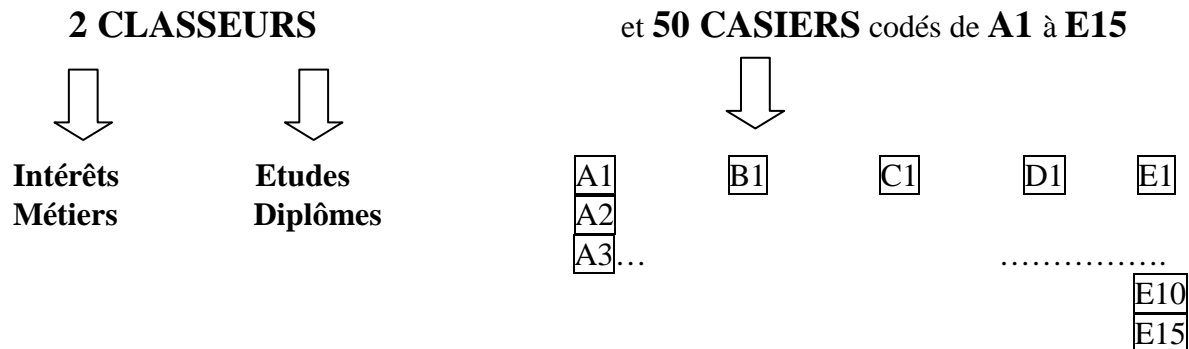 2 CLASSEURS et 50 CASIERS codés de A1 à E15
Intérêts Etudes A1 B1 C1 D1 E1
Métiers Diplômes A2
A3… …………….
E10
E15